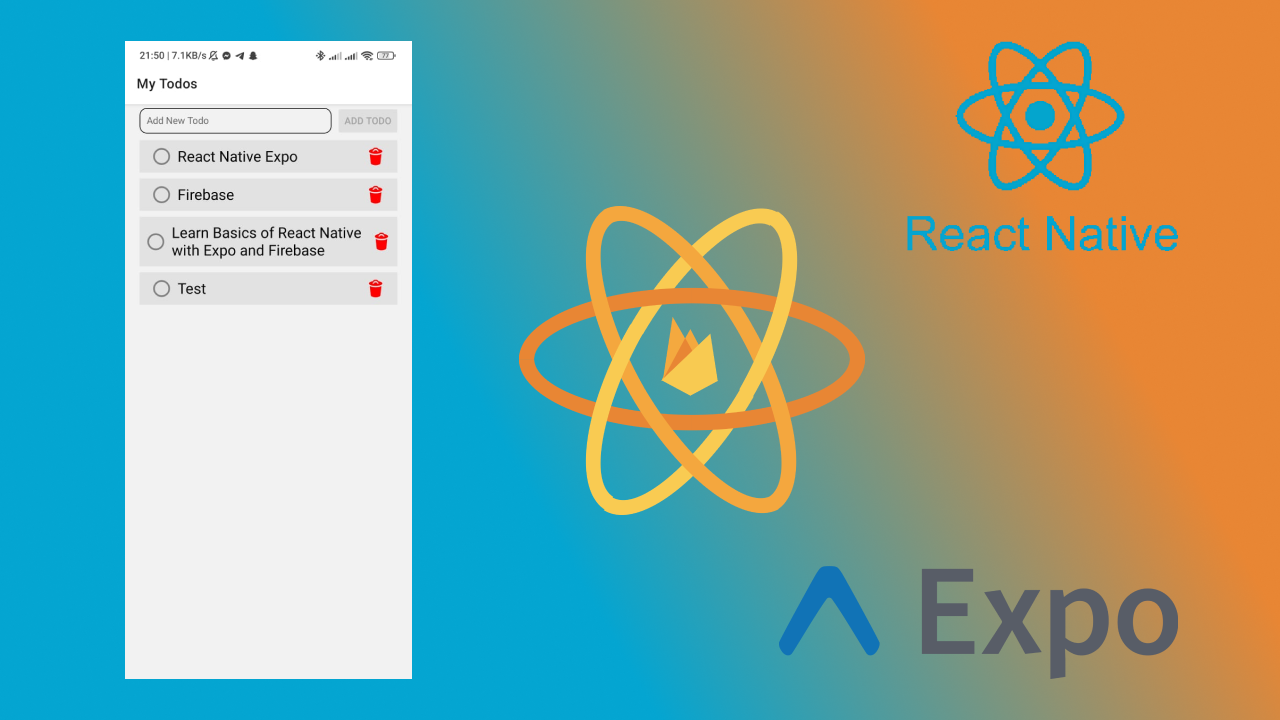 21:50 | 7.1KB/s
77
My Todos
Add New Todo
ADD TODO
React Native Expo
Firebase
Learn Basics of React Native
with Expo and Firebase
Test
React Native
Expo